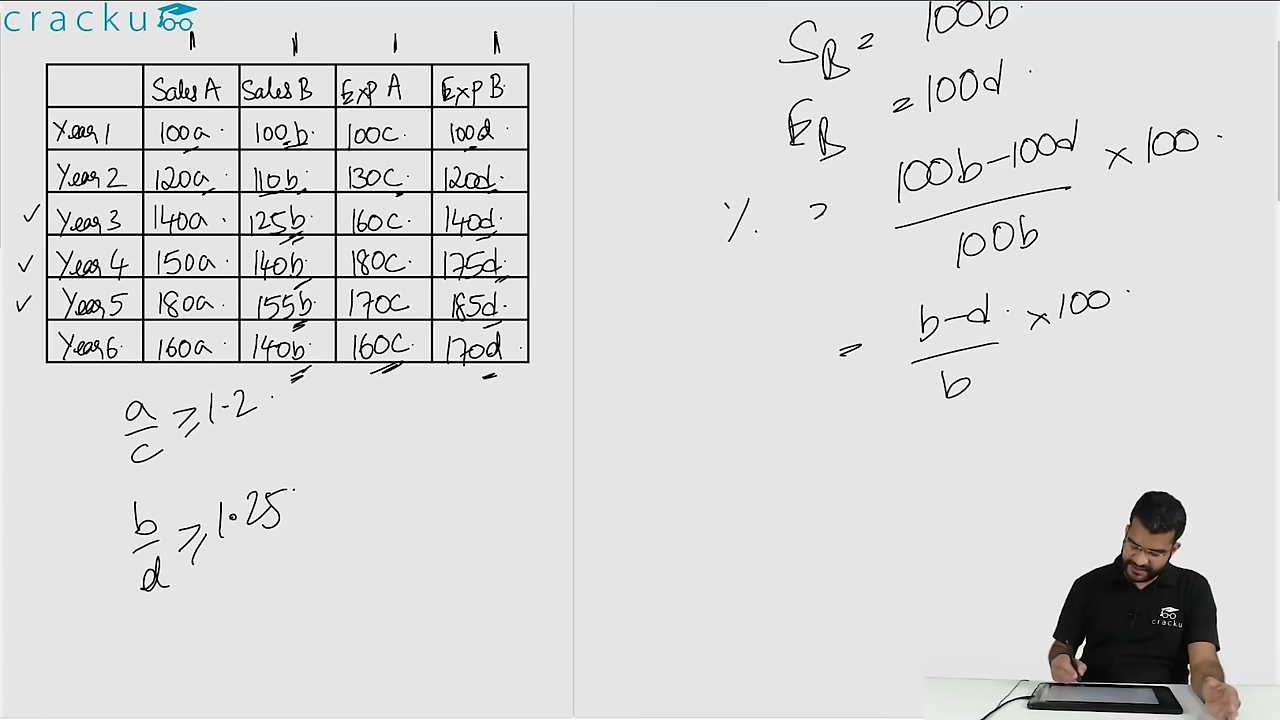 cracku
Sales A Sales B Exp A Exp B
Year 1 100a 100b 100c 100d
Year 2 120a 110b 130c 120d
Year 3 140a 125b 160c 140d
Year 4 150a 140b 180c 175d
Year 5 180a 155b 170c 185d
Year 6 160a 140b 160c 170d
a/c ≥ 1.2
b/d ≥ 1.25
S_B = 100b
E_B = 100d
% = (100b-100d)/100b × 100
= (b-d)/b × 100
cracku